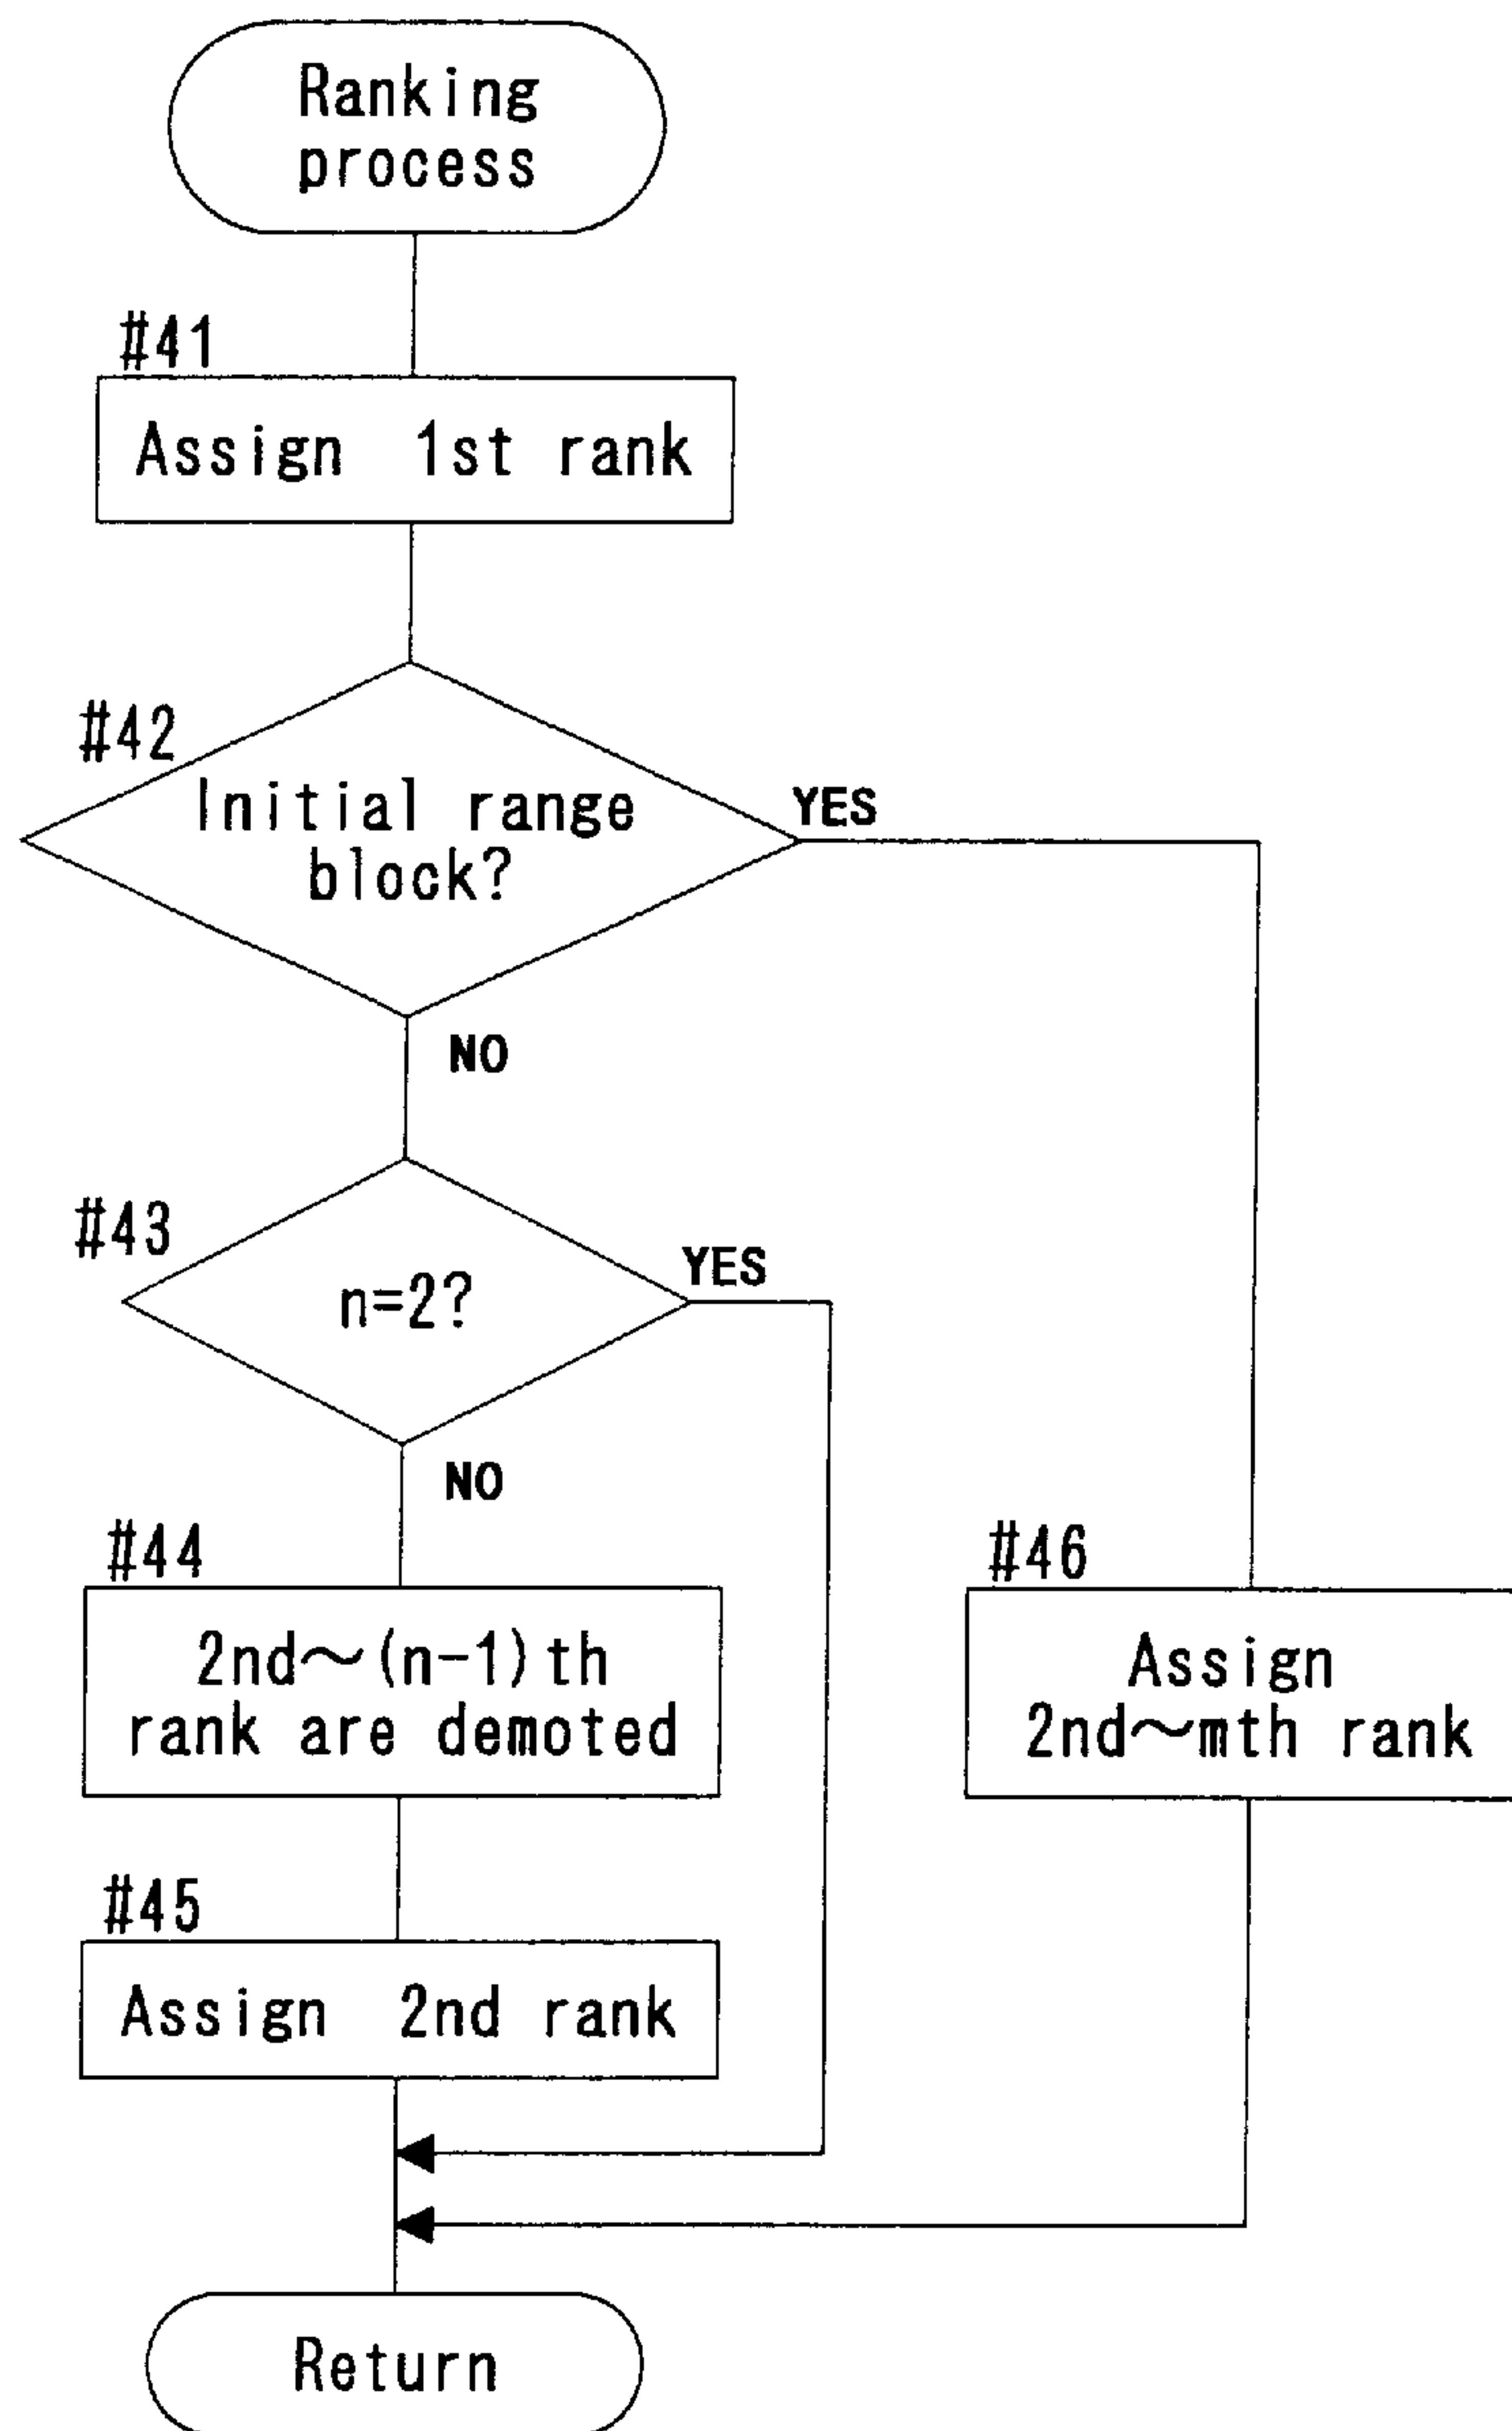 Ranking
process
#41
Assign 1st rank
#42
Initial range
block?
YES
NO
#43
n=2?
YES
NO
#44
2nd～(n-1)th
rank are demoted
#46
Assign
2nd～mth rank
#45
Assign 2nd rank
Return